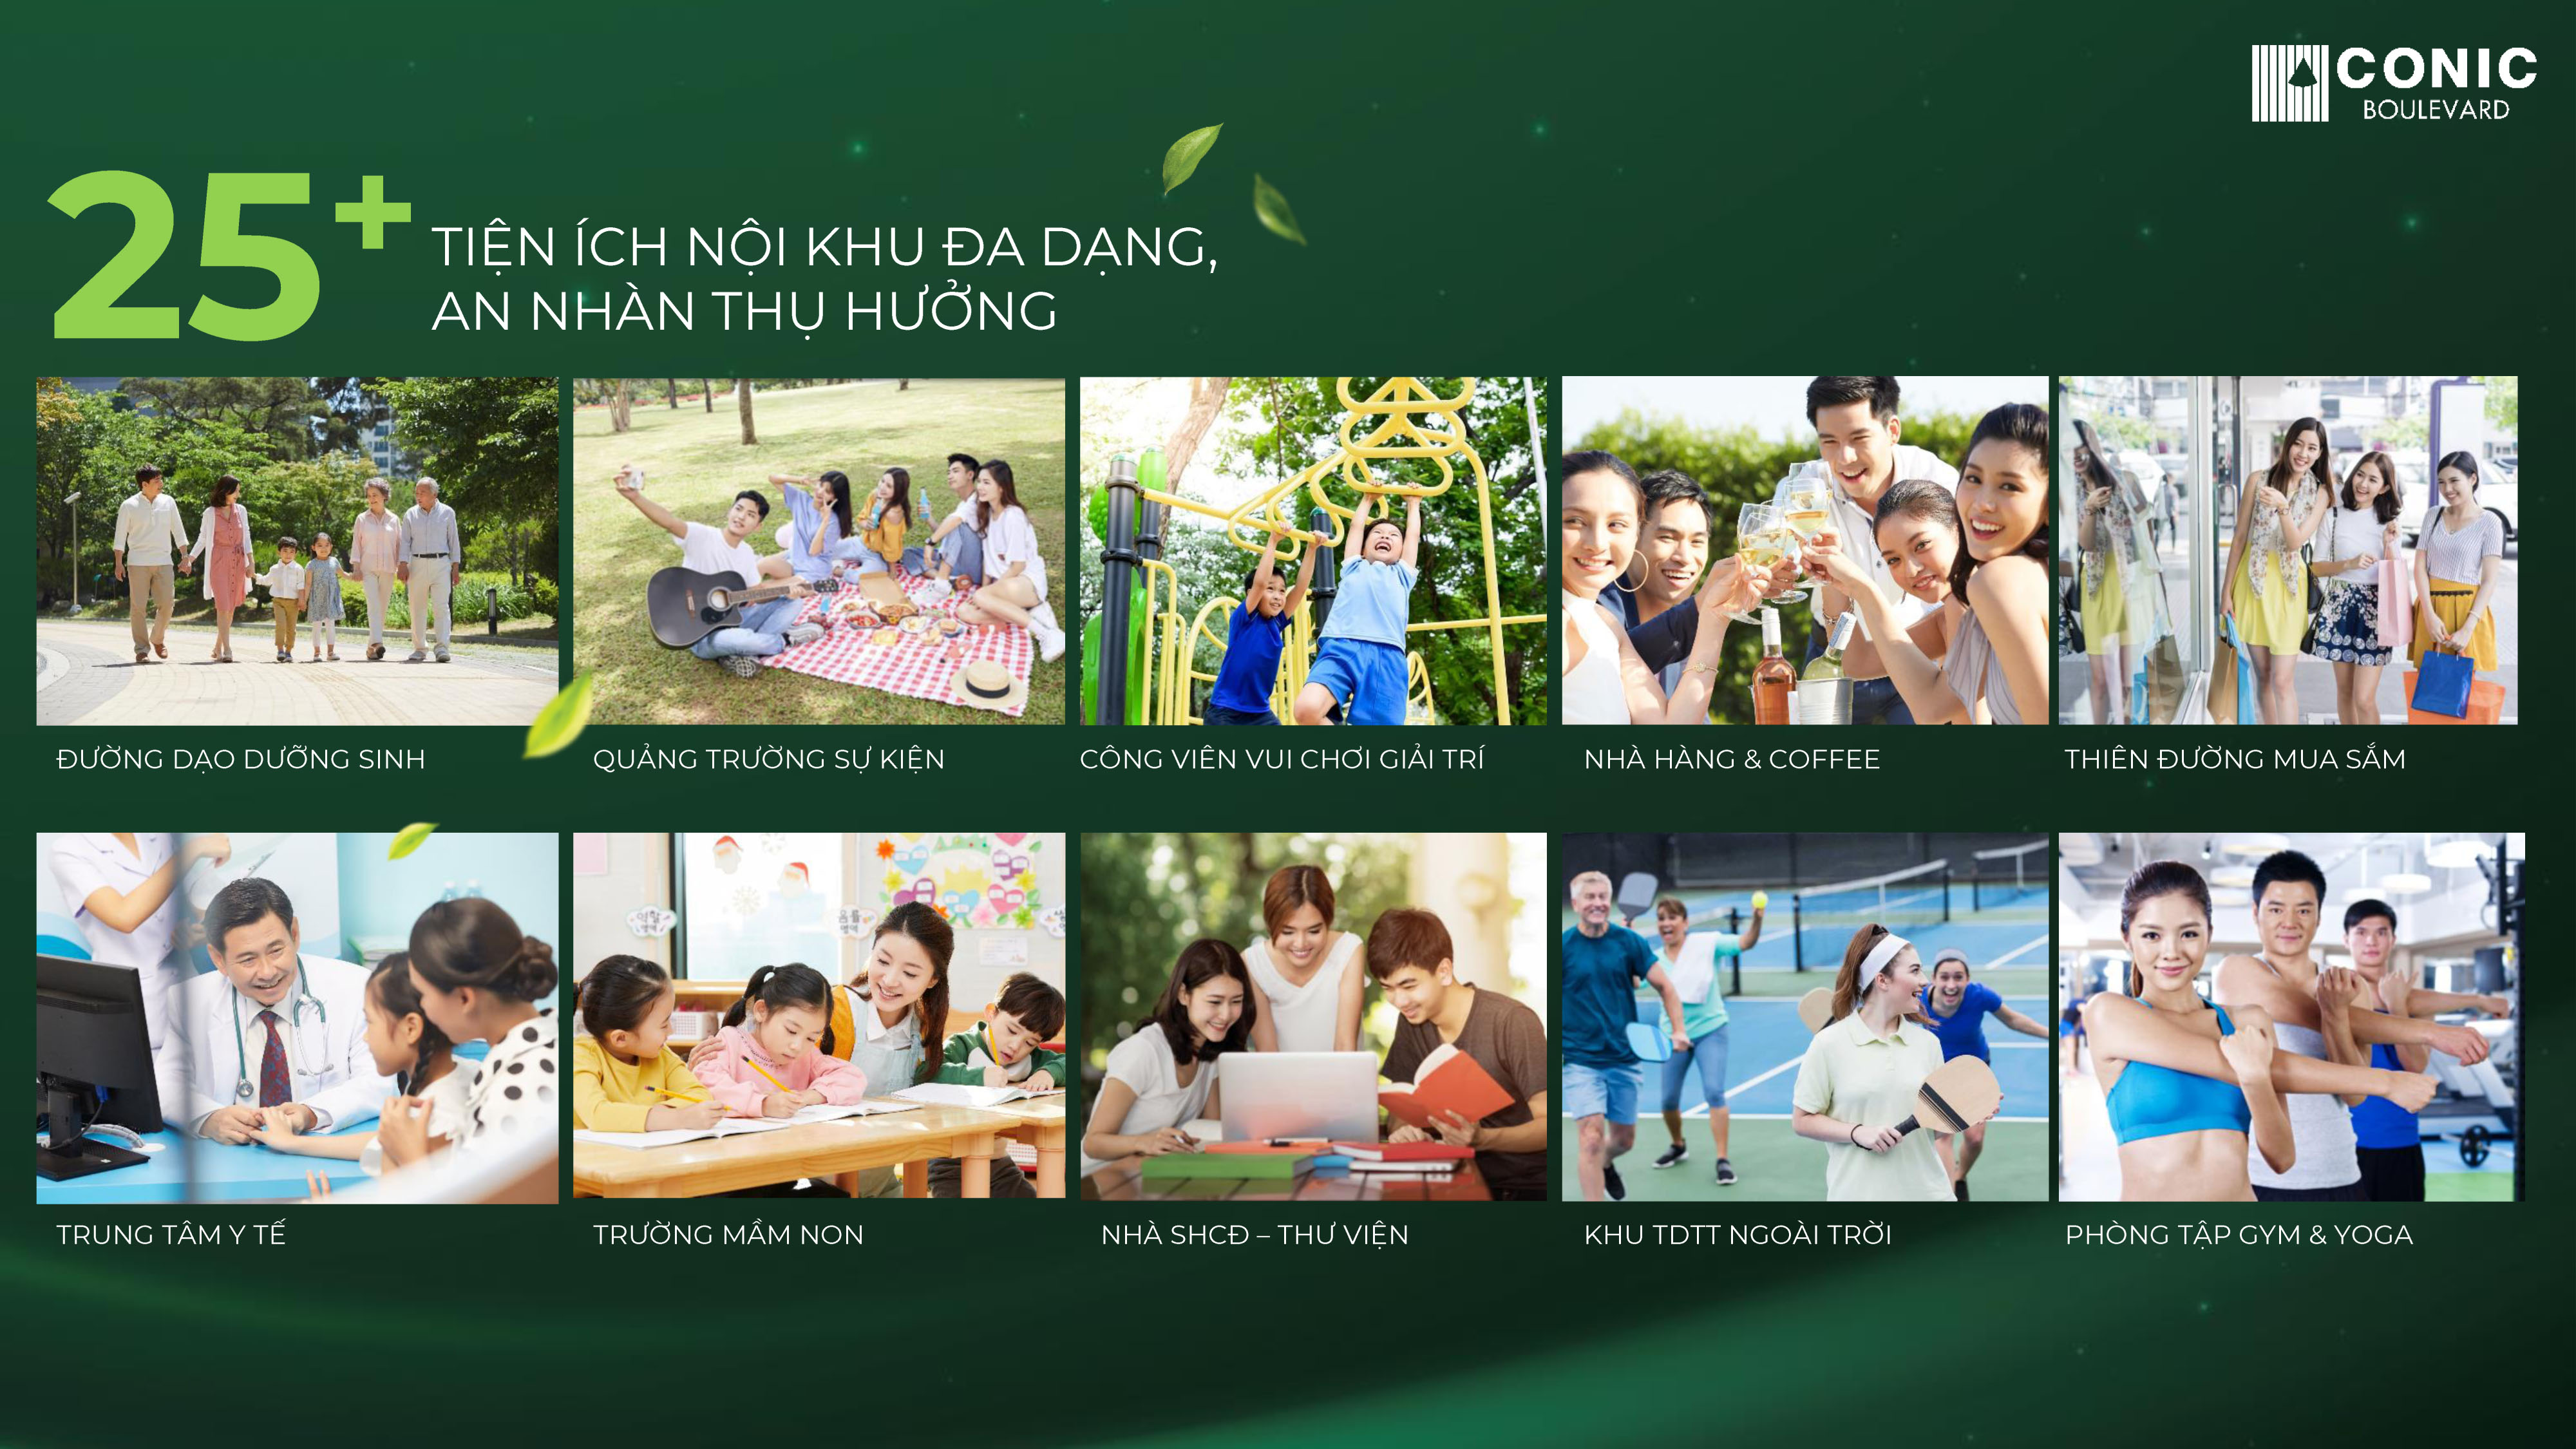 CONIC
BOULEVARD
25+
TIỆN ÍCH NỘI KHU ĐA DẠNG,
AN NHÀN THỤ HƯỞNG
ĐƯỜNG DẠO DƯỠNG SINH
QUẢNG TRƯỜNG SỰ KIỆN
CÔNG VIÊN VUI CHƠI GIẢI TRÍ
NHÀ HÀNG & COFFEE
THIÊN ĐƯỜNG MUA SẮM
TRUNG TÂM Y TẾ
TRƯỜNG MẦM NON
NHÀ SHCĐ – THƯ VIỆN
KHU TDTT NGOÀI TRỜI
PHÒNG TẬP GYM & YOGA